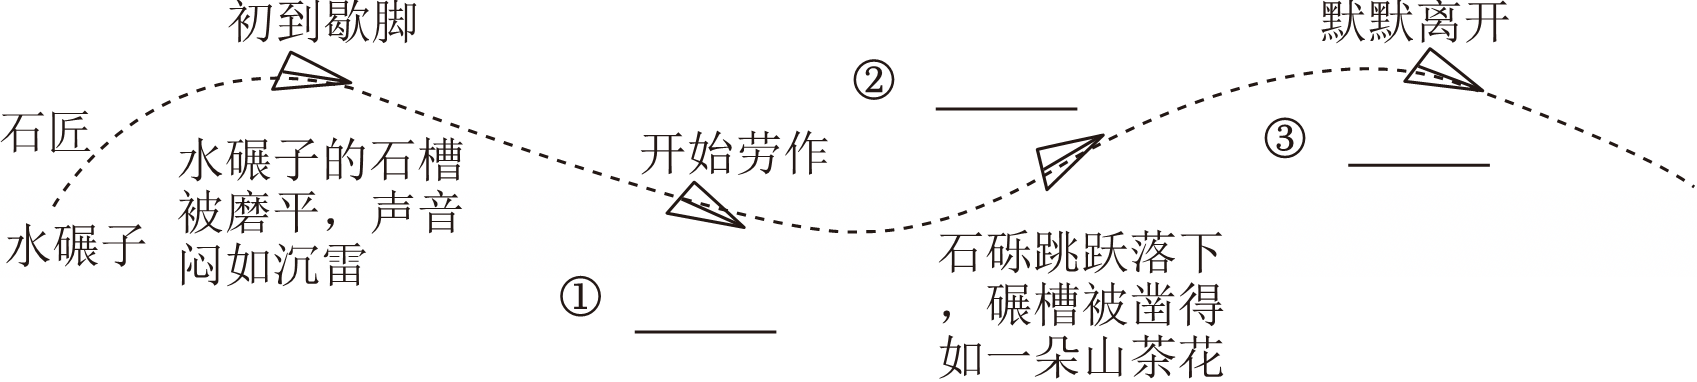 初到歇脚
默默离开
②
石匠
水碾子的石槽
被磨平，声音
闷如沉雷
开始劳作
③
水碾子
①
石砾跳跃落下
，碾槽被凿得
如一朵山茶花